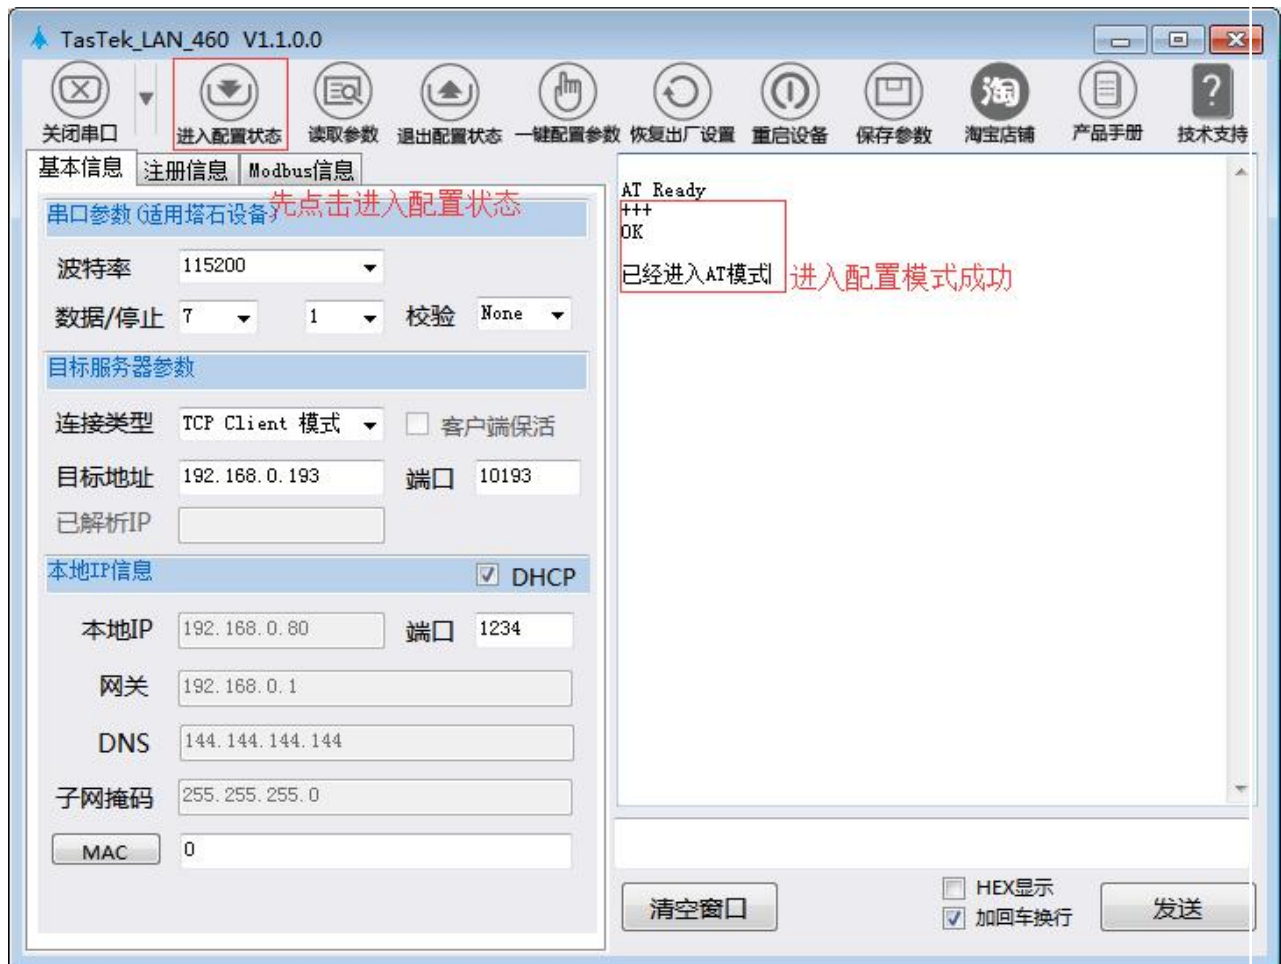 TasTek_LAN_460 V1.1.0.0
关闭串口 进入配置状态 读取参数 退出配置状态 一键配置参数 恢复出厂设置 重启设备 保存参数 淘宝店铺 产品手册 技术支持
基本信息 注册信息 Modbus信息
先点击进入配置状态
串口参数(适用塔石设备)
波特率 115200
数据/停止 7 1 校验 None
目标服务器参数
连接类型 TCP Client 模式 客户端保活
目标地址 192.168.0.193 端口 10193
已解析IP
本地IP信息 DHCP
本地IP 192.168.0.80 端口 1234
网关 192.168.0.1
DNS 144.144.144.144
子网掩码 255.255.255.0
MAC 0
AT Ready
+++
OK
已经进入AT模式
进入配置模式成功
HEX显示
清空窗口 加回车换行 发送